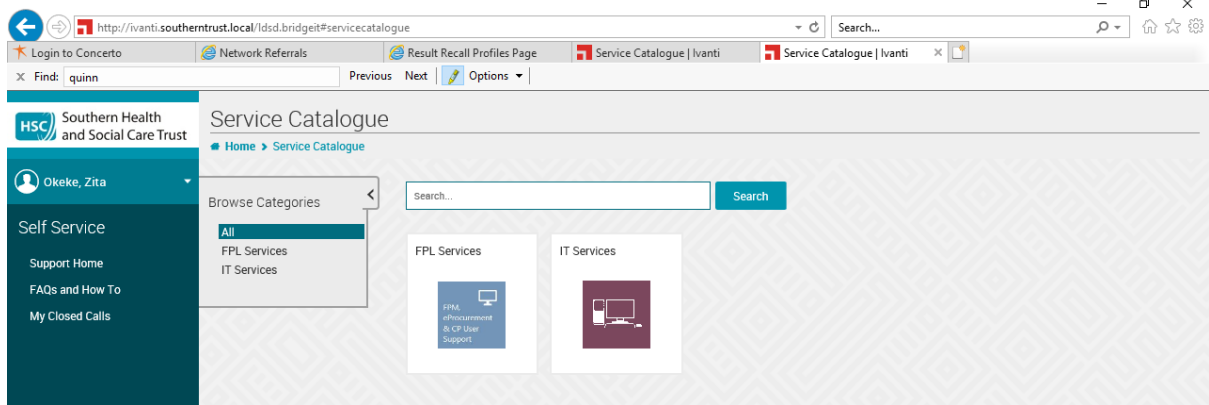 http://ivanti.southerntrust.local/ldsd.bridgeit#servicecatalogue
Search...
Login to Concerto
Network Referrals
Result Recall Profiles Page
Service Catalogue | Ivanti
Service Catalogue | Ivanti
Find: quinn
Previous Next
Options
HSC
Southern Health
and Social Care Trust
Service Catalogue
Home > Service Catalogue
Okeke, Zita
Self Service
Support Home
FAQs and How To
My Closed Calls
Browse Categories
All
FPL Services
IT Services
Search...
Search
FPL Services
FPM,
eProcurement
& CP User
Support
IT Services